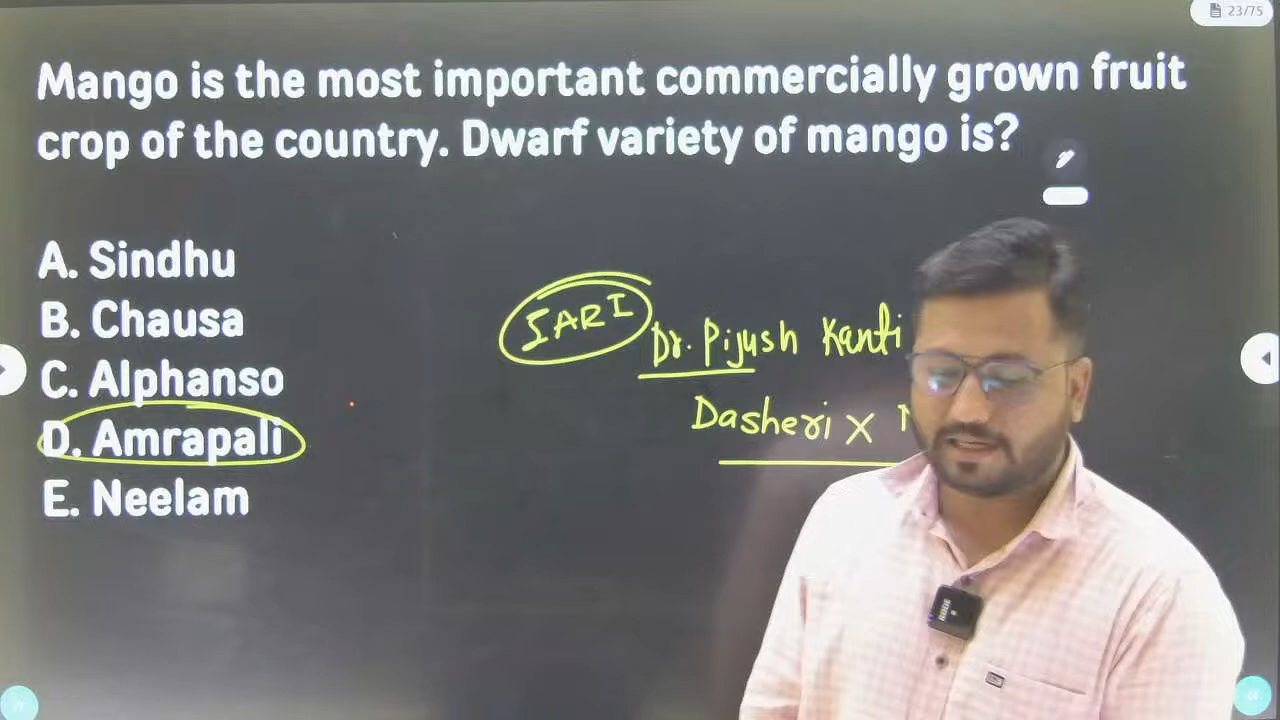 23/75
Mango is the most important commercially grown fruit
crop of the country. Dwarf variety of mango is?
A. Sindhu
B. Chausa
C. Alphanso
D. Amrapali
E. Neelam
IARI
Dr. Pijush Kanti
Dasheri X